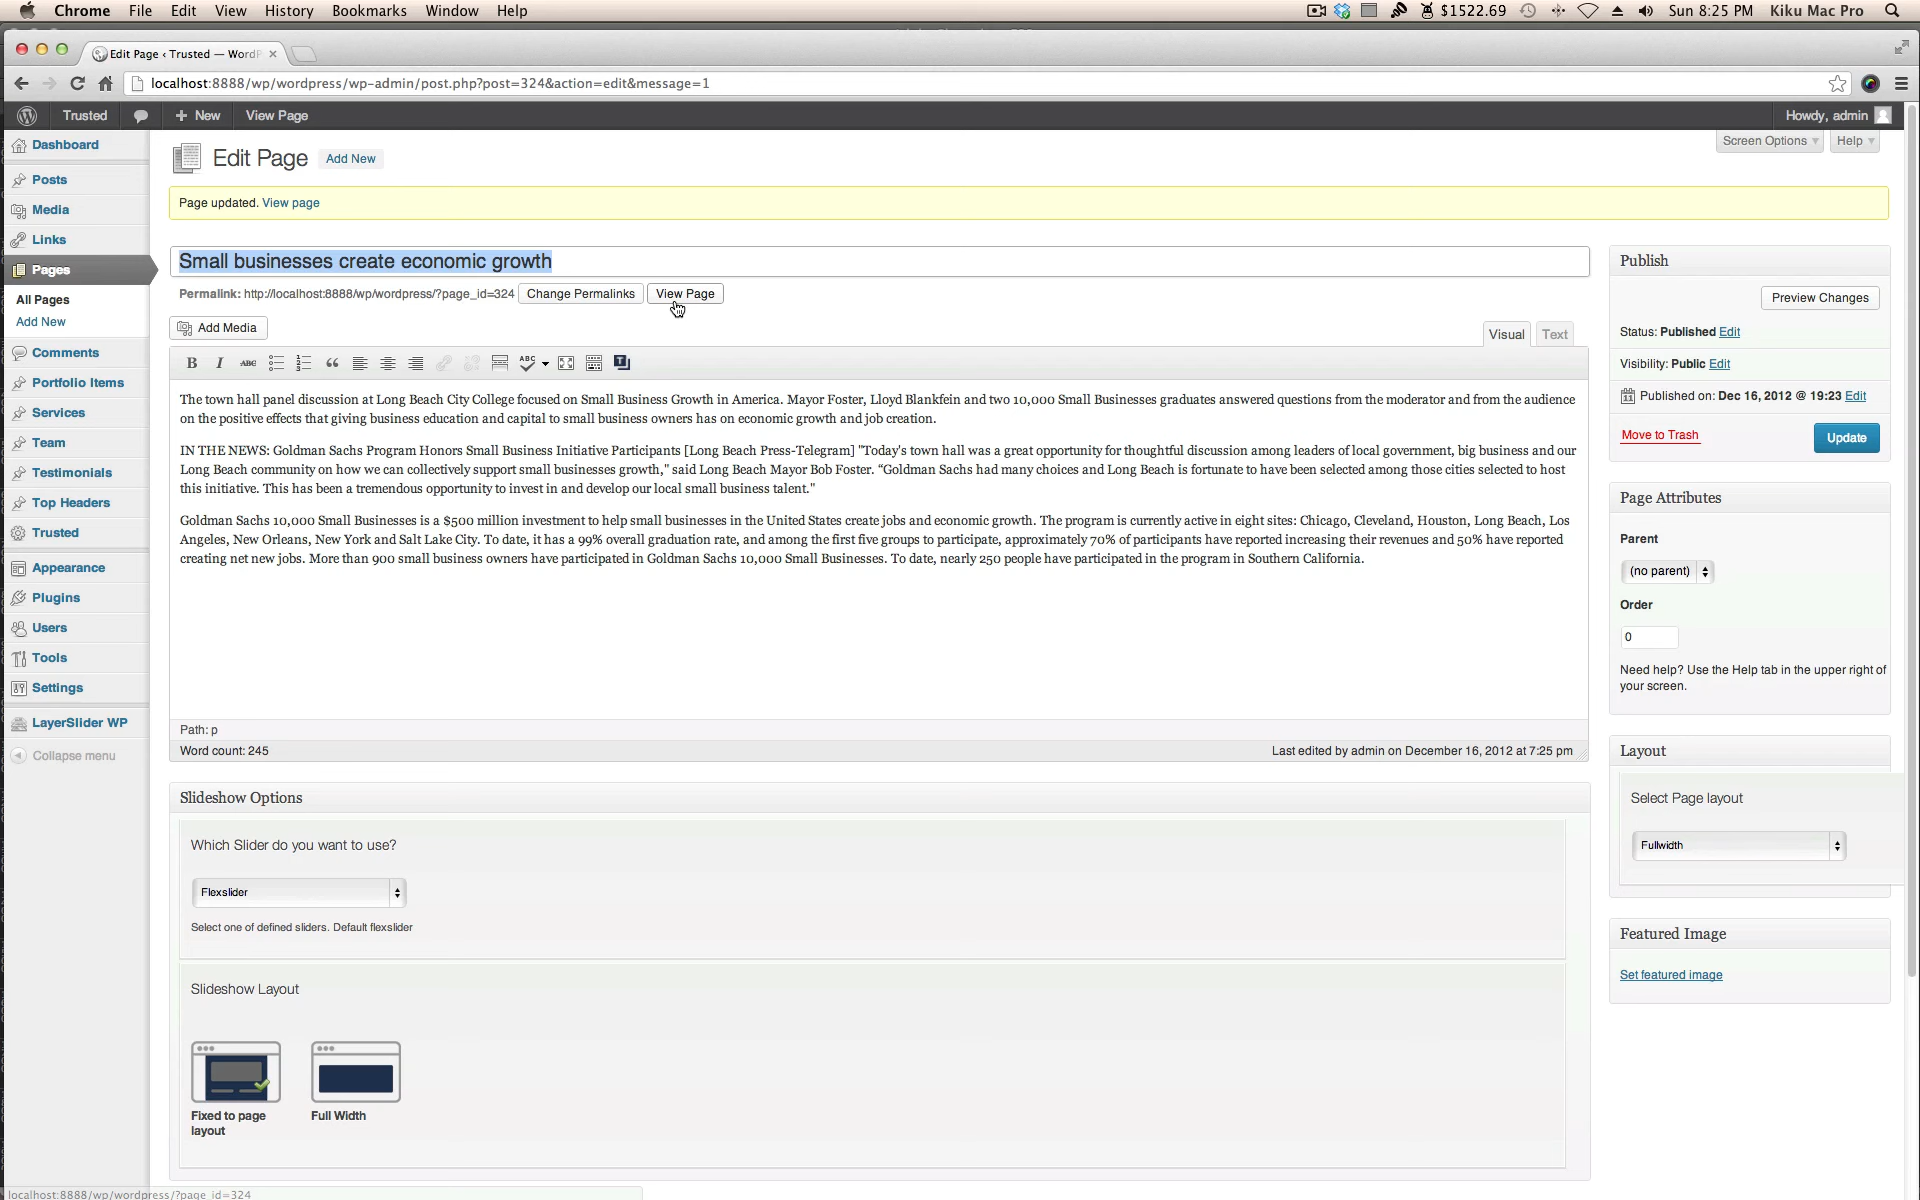 Chrome File Edit View History Bookmarks Window Help $1522.69 Sun 8:25 PM Kiku Mac Pro
Edit Page ‹ Trusted — WordP
localhost:8888/wp/wordpress/wp-admin/post.php?post=324&action=edit&message=1
Trusted + New View Page Howdy, admin
Screen Options Help
Dashboard
Posts
Media
Links
Pages
All Pages
Add New
Comments
Portfolio Items
Services
Team
Testimonials
Top Headers
Trusted
Appearance
Plugins
Users
Tools
Settings
LayerSlider WP
Collapse menu
Edit Page Add New
Page updated. View page
Small businesses create economic growth
Permalink: http://localhost:8888/wp/wordpress/?page_id=324 Change Permalinks View Page
Add Media
Visual Text
B I ABC ABC
The town hall panel discussion at Long Beach City College focused on Small Business Growth in America. Mayor Foster, Lloyd Blankfein and two 10,000 Small Businesses graduates answered questions from the moderator and from the audience
on the positive effects that giving business education and capital to small business owners has on economic growth and job creation.
IN THE NEWS: Goldman Sachs Program Honors Small Business Initiative Participants [Long Beach Press-Telegram] "Today's town hall was a great opportunity for thoughtful discussion among leaders of local government, big business and our
Long Beach community on how we can collectively support small businesses growth," said Long Beach Mayor Bob Foster. “Goldman Sachs had many choices and Long Beach is fortunate to have been selected among those cities selected to host
this initiative. This has been a tremendous opportunity to invest in and develop our local small business talent."
Goldman Sachs 10,000 Small Businesses is a $500 million investment to help small businesses in the United States create jobs and economic growth. The program is currently active in eight sites: Chicago, Cleveland, Houston, Long Beach, Los
Angeles, New Orleans, New York and Salt Lake City. To date, it has a 99% overall graduation rate, and among the first five groups to participate, approximately 70% of participants have reported increasing their revenues and 50% have reported
creating net new jobs. More than 900 small business owners have participated in Goldman Sachs 10,000 Small Businesses. To date, nearly 250 people have participated in the program in Southern California.
Path: p
Word count: 245 Last edited by admin on December 16, 2012 at 7:25 pm
Slideshow Options
Which Slider do you want to use?
Flexslider
Select one of defined sliders. Default flexslider
Slideshow Layout
Fixed to page
layout
Full Width
Publish
Preview Changes
Status: Published Edit
Visibility: Public Edit
Published on: Dec 16, 2012 @ 19:23 Edit
Move to Trash Update
Page Attributes
Parent
(no parent)
Order
0
Need help? Use the Help tab in the upper right of
your screen.
Layout
Select Page layout
Fullwidth
Featured Image
Set featured image
localhost:8888/wp/wordpress/?page_id=324